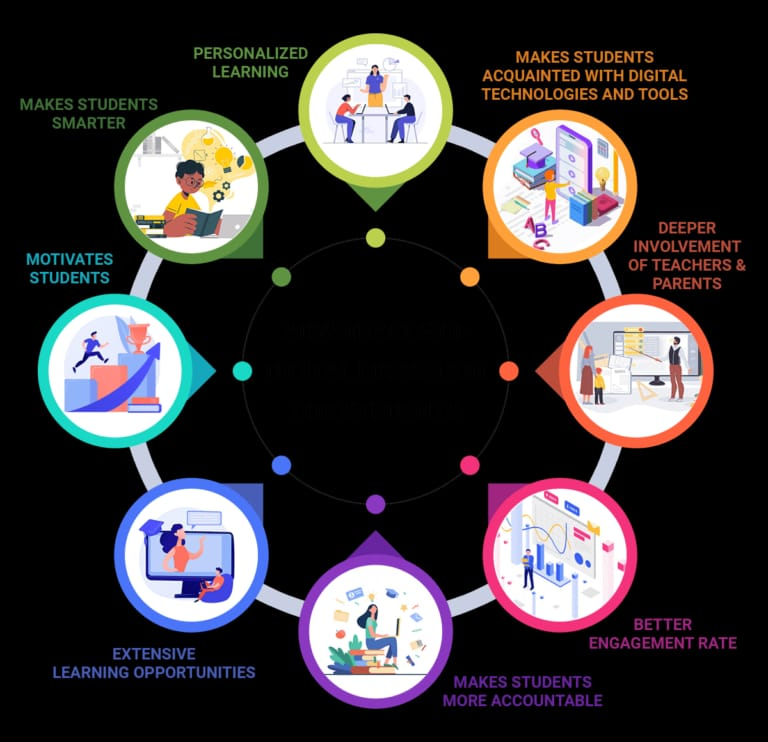 PERSONALIZED
LEARNING
MAKES STUDENTS
ACQUAINTED WITH DIGITAL
TECHNOLOGIES AND TOOLS
DEEPER
INVOLVEMENT
OF TEACHERS &
PARENTS
BETTER
ENGAGEMENT RATE
MAKES STUDENTS
MORE ACCOUNTABLE
EXTENSIVE
LEARNING OPPORTUNITIES
MOTIVATES
STUDENTS
MAKES STUDENTS
SMARTER
A
B
C